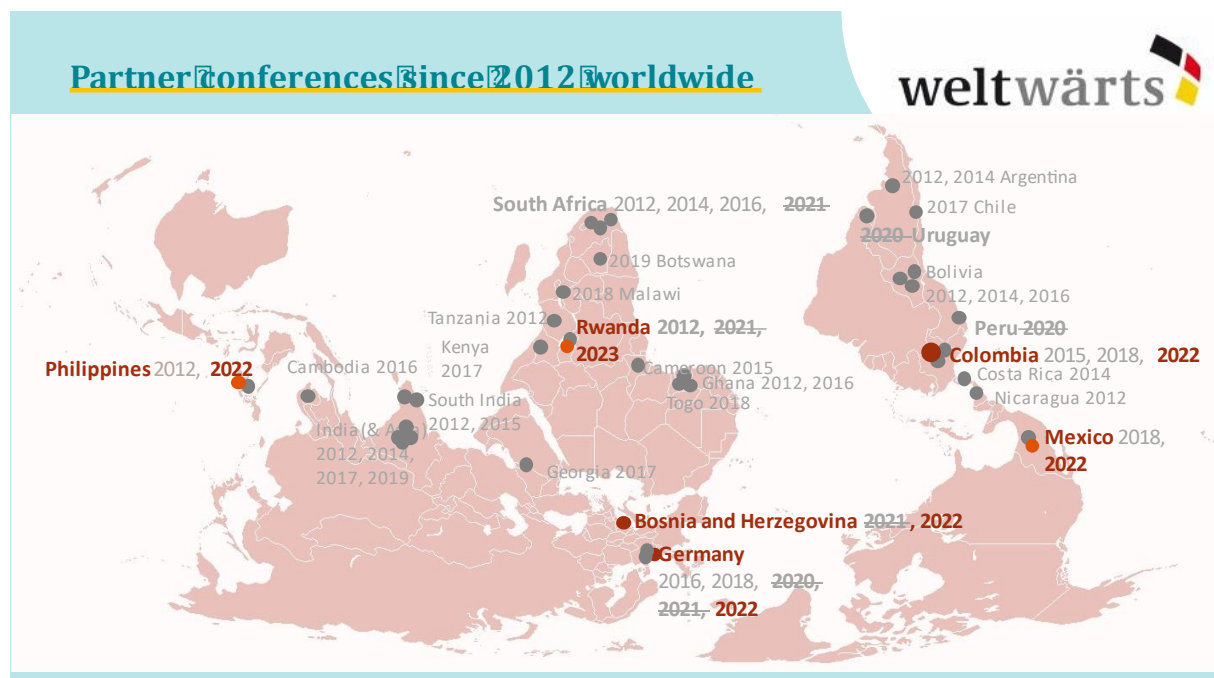 Partner conferences since 2012 worldwide
weltwärts
2012, 2014 Argentina
2017 Chile
2020 Uruguay
South Africa 2012, 2014, 2016, 2021
2019 Botswana
2018 Malawi
Bolivia
2012, 2014, 2016
Tanzania 2012
Rwanda 2012, 2021,
2023
Peru 2020
Kenya
2017
Colombia 2015, 2018, 2022
Philippines 2012, 2022
Cambodia 2016
Cameroon 2015
Ghana 2012, 2016
Togo 2018
Costa Rica 2014
Nicaragua 2012
South India
2012, 2015
India (& Asia)
2012, 2014,
2017, 2019
Mexico 2018,
2022
Georgia 2017
Bosnia and Herzegovina 2021, 2022
Germany
2016, 2018, 2020,
2021, 2022